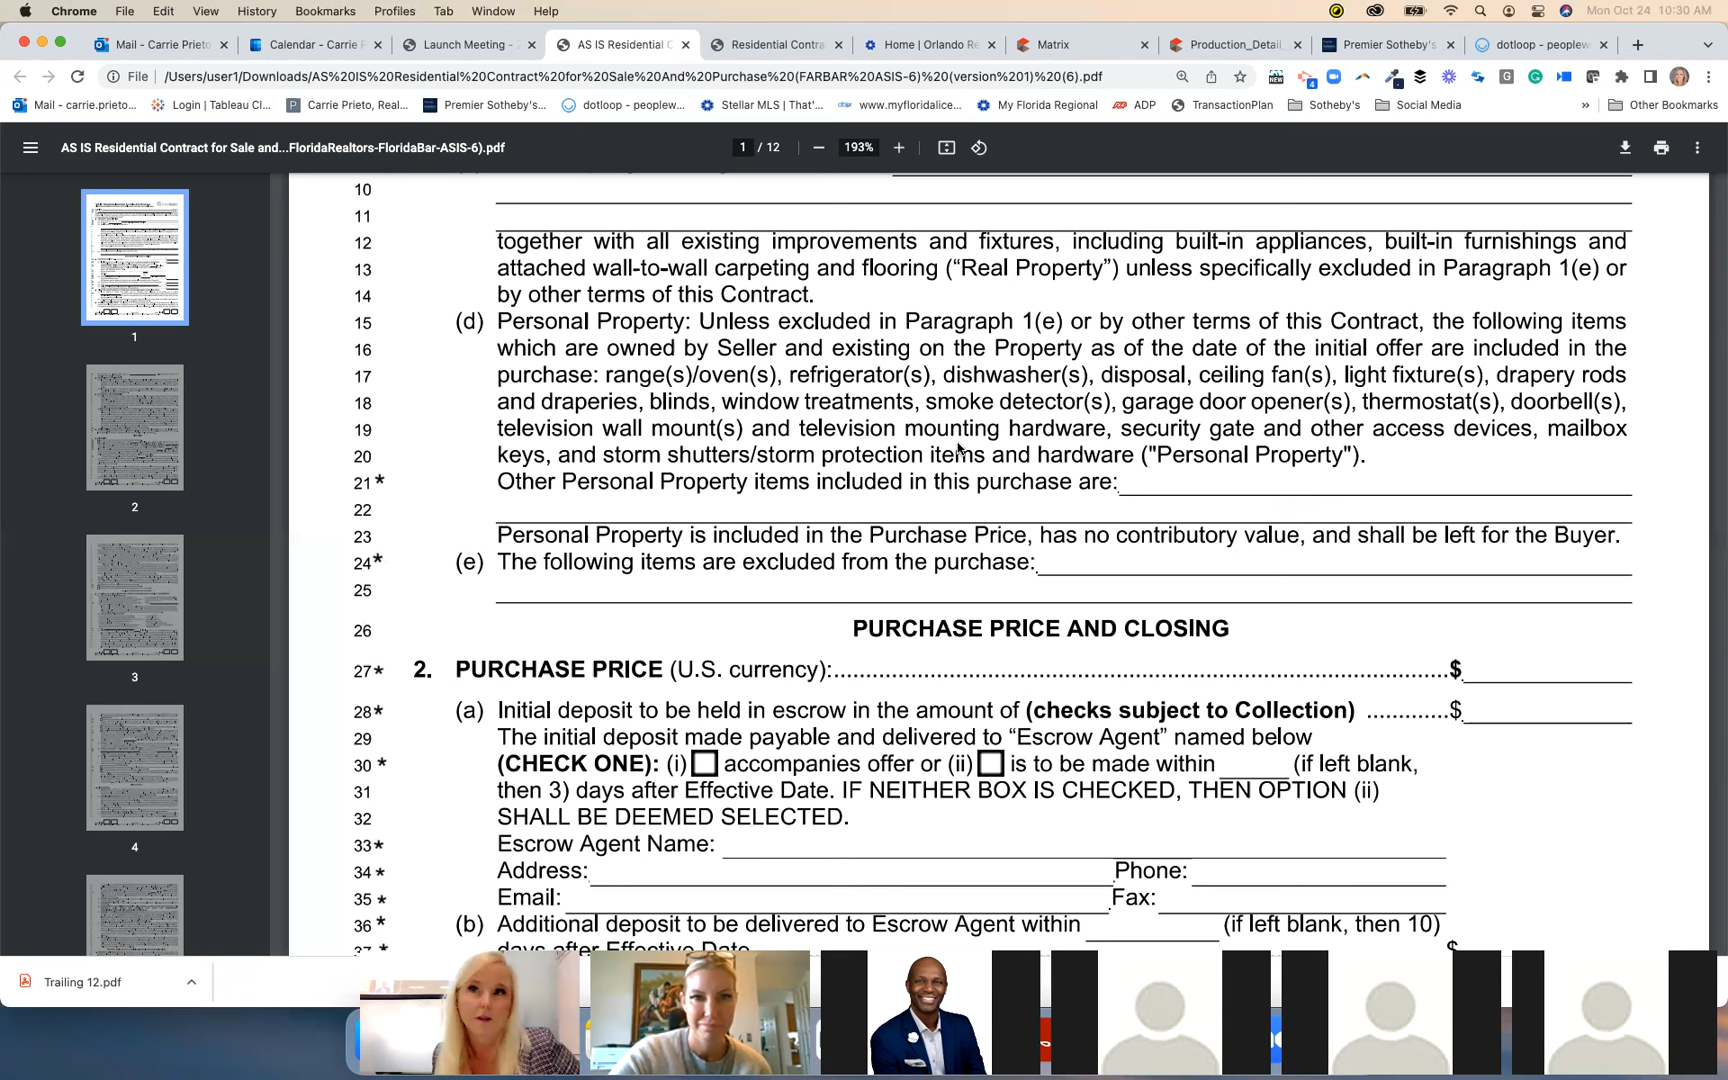 Chrome File Edit View History Bookmarks Profiles Tab Window Help Mon Oct 24 10:30 AM
Mail - Carrie Prieto Calendar - Carrie P Launch Meeting - Z AS IS Residential C Residential Contra Home | Orlando Re Matrix Production_Detail_ Premier Sotheby's dotloop - peoplew
File /Users/user1/Downloads/AS%20IS%20Residential%20Contract%20for%20Sale%20And%20Purchase%20(FARBAR%20ASIS-6)%20(version%201)%20(6).pdf
Mail - carrie.prieto... Login | Tableau Cl... Carrie Prieto, Real... Premier Sotheby's... dotloop - peoplew... Stellar MLS | That'... www.myfloridalice... My Florida Regional ADP TransactionPlan Sotheby's Social Media » Other Bookmarks
AS IS Residential Contract for Sale and...FloridaRealtors-FloridaBar-ASIS-6).pdf 1 / 12 193%
10
11
12 together with all existing improvements and fixtures, including built-in appliances, built-in furnishings and
13 attached wall-to-wall carpeting and flooring (“Real Property”) unless specifically excluded in Paragraph 1(e) or
14 by other terms of this Contract.
15 (d) Personal Property: Unless excluded in Paragraph 1(e) or by other terms of this Contract, the following items
16 which are owned by Seller and existing on the Property as of the date of the initial offer are included in the
17 purchase: range(s)/oven(s), refrigerator(s), dishwasher(s), disposal, ceiling fan(s), light fixture(s), drapery rods
18 and draperies, blinds, window treatments, smoke detector(s), garage door opener(s), thermostat(s), doorbell(s),
19 television wall mount(s) and television mounting hardware, security gate and other access devices, mailbox
20 keys, and storm shutters/storm protection items and hardware ("Personal Property").
21* Other Personal Property items included in this purchase are:
22
23 Personal Property is included in the Purchase Price, has no contributory value, and shall be left for the Buyer.
24* (e) The following items are excluded from the purchase:
25
26 PURCHASE PRICE AND CLOSING
27* 2. PURCHASE PRICE (U.S. currency):.......................................................................................$
28* (a) Initial deposit to be held in escrow in the amount of (checks subject to Collection) .............$
29 The initial deposit made payable and delivered to “Escrow Agent” named below
30 * (CHECK ONE): (i) accompanies offer or (ii) is to be made within ______ (if left blank,
31 then 3) days after Effective Date. IF NEITHER BOX IS CHECKED, THEN OPTION (ii)
32 SHALL BE DEEMED SELECTED.
33* Escrow Agent Name:
34 * Address: Phone:
35 * Email: Fax:
36 * (b) Additional deposit to be delivered to Escrow Agent within __________ (if left blank, then 10)
37 * days after Effective Date $
1
2
3
4
Trailing 12.pdf